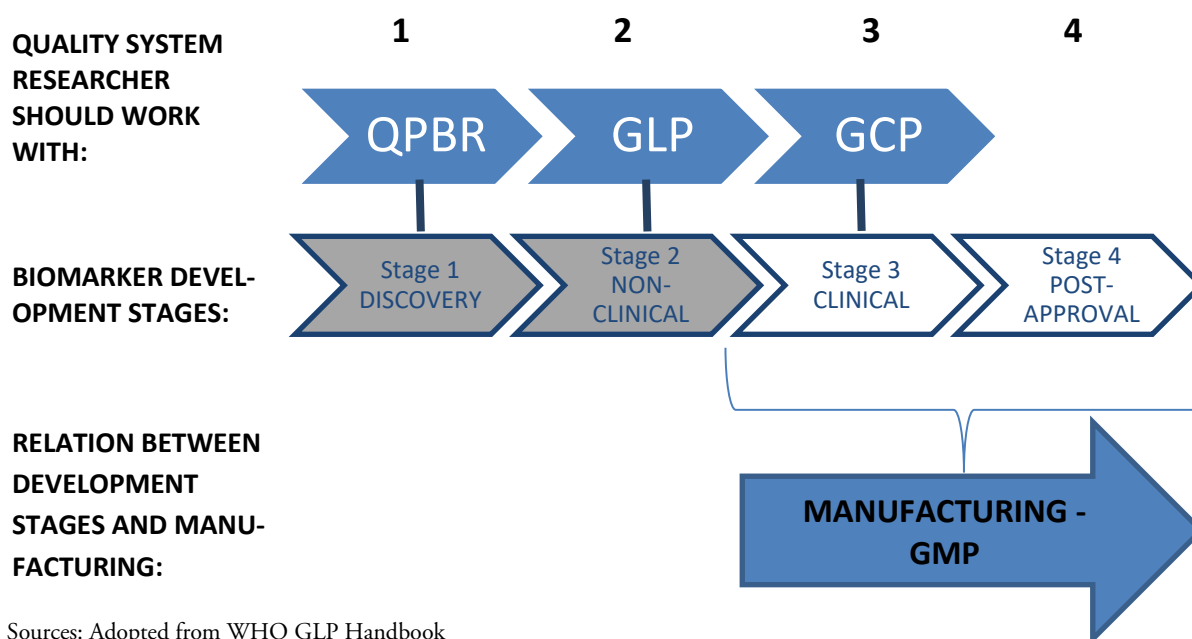 1 2 3 4
QUALITY SYSTEM
RESEARCHER
SHOULD WORK
WITH:
QPBR GLP GCP
BIOMARKER DEVEL-
OPMENT STAGES:
Stage 1
DISCOVERY
Stage 2
NON-
CLINICAL
Stage 3
CLINICAL
Stage 4
POST-
APPROVAL
RELATION BETWEEN
DEVELOPMENT
STAGES AND MANU-
FACTURING:
MANUFACTURING -
GMP
Sources: Adopted from WHO GLP Handbook